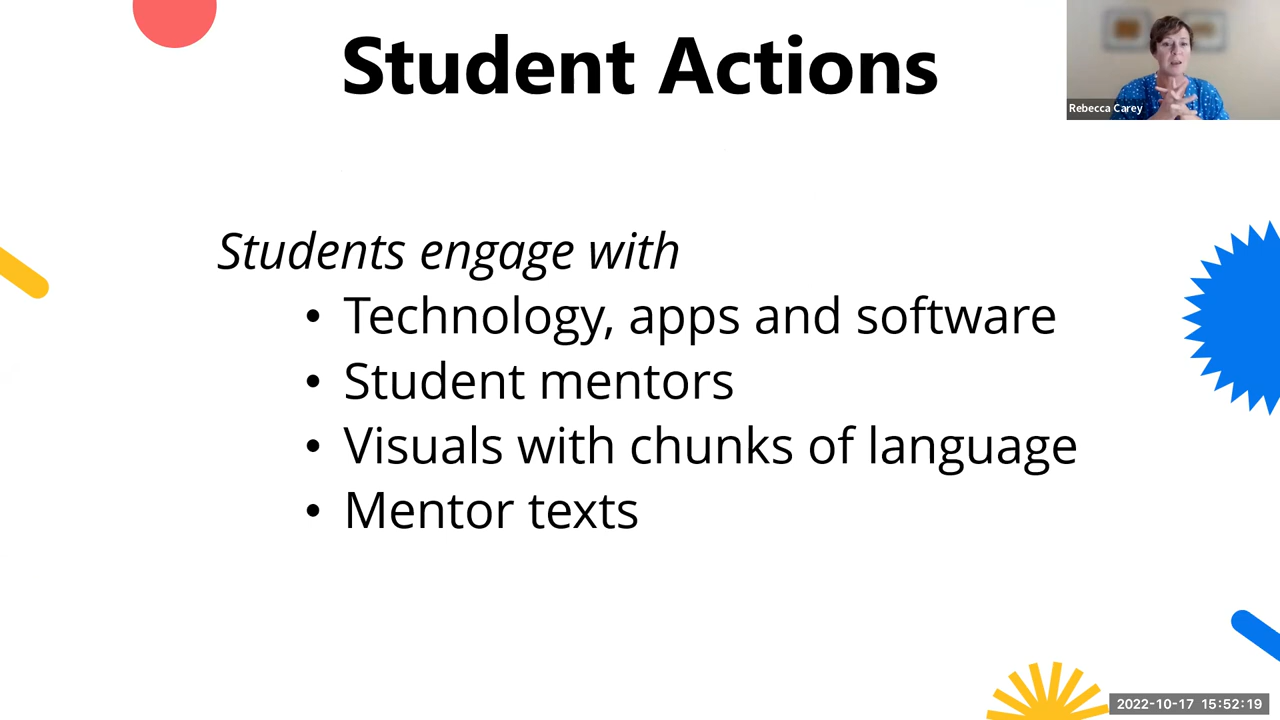 Student Actions
Rebecca Carey
Students engage with
• Technology, apps and software
• Student mentors
• Visuals with chunks of language
• Mentor texts
2022-10-17 15:52:19